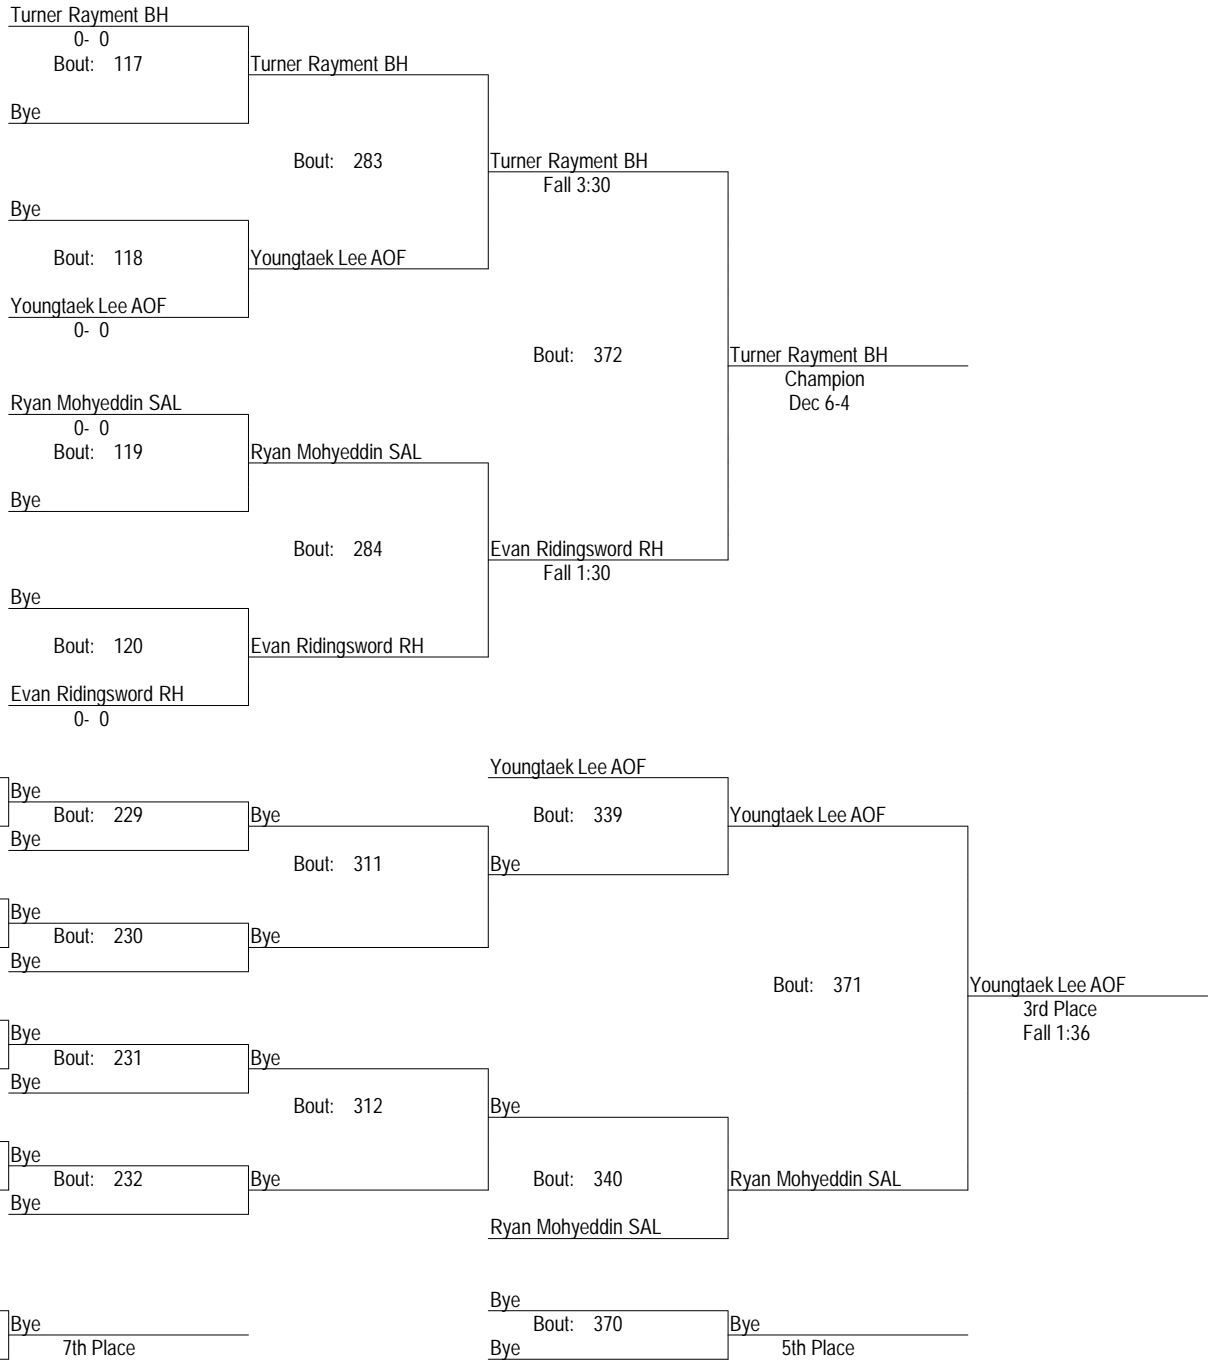 Turner Rayment BH
0- 0
Bout: 117
Turner Rayment BH
Bye
Bout: 283
Turner Rayment BH
Fall 3:30
Bye
Bout: 118
Youngtaek Lee AOF
Youngtaek Lee AOF
0- 0
Bout: 372
Turner Rayment BH
Champion
Dec 6-4
Ryan Mohyeddin SAL
0- 0
Bout: 119
Ryan Mohyeddin SAL
Bye
Bout: 284
Evan Ridingsword RH
Fall 1:30
Bye
Bout: 120
Evan Ridingsword RH
Evan Ridingsword RH
0- 0
Youngtaek Lee AOF
Bye
Bout: 229
Bye
Bout: 339
Youngtaek Lee AOF
Bye
Bout: 311
Bye
Bye
Bout: 230
Bye
Bye
Bout: 371
Youngtaek Lee AOF
3rd Place
Fall 1:36
Bye
Bout: 231
Bye
Bye
Bout: 312
Bye
Bye
Bout: 232
Bye
Bout: 340
Ryan Mohyeddin SAL
Bye
Ryan Mohyeddin SAL
Bye
Bye
Bout: 370
Bye
7th Place
Bye
5th Place